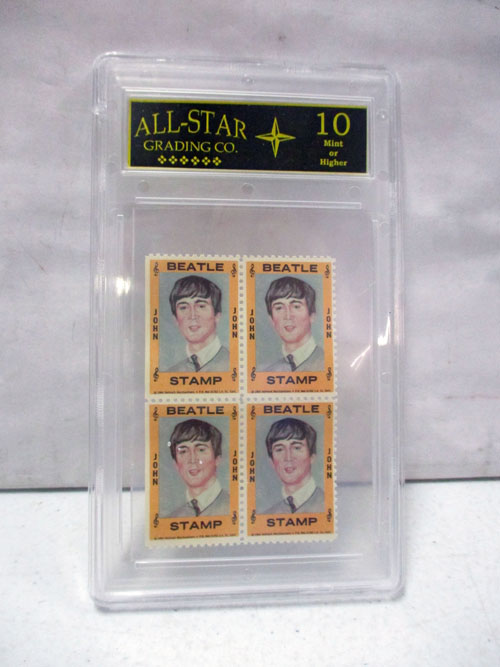 ALL-STAR
GRADING CO.
10
Mint
or
Higher
BEATLE
JOHN
JOHN
STAMP
BEATLE
JOHN
JOHN
STAMP
BEATLE
JOHN
JOHN
STAMP
BEATLE
JOHN
JOHN
STAMP